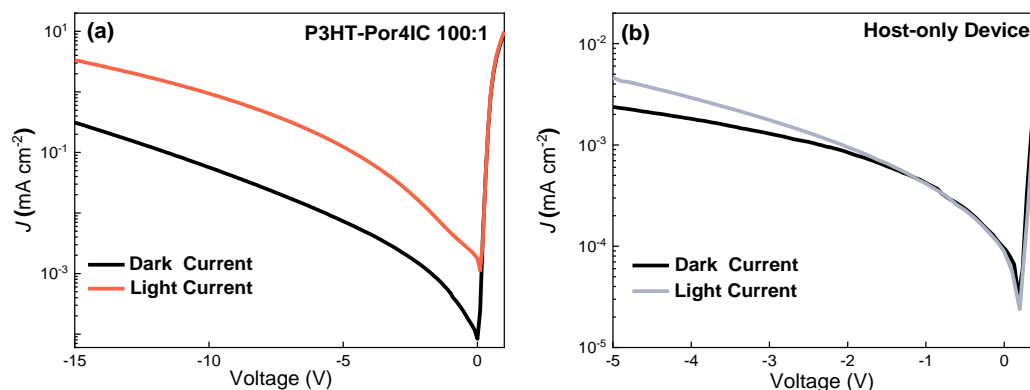 (a)
P3HT-Por4IC 100:1
10¹
10⁻¹
10⁻³
J (mA cm⁻²)
Dark Current
Light Current
-15
-10
-5
0
Voltage (V)
(b)
Host-only Device
10⁻²
10⁻³
10⁻⁴
10⁻⁵
J (mA cm⁻²)
Dark Current
Light Current
-5
-4
-3
-2
-1
0
Voltage (V)